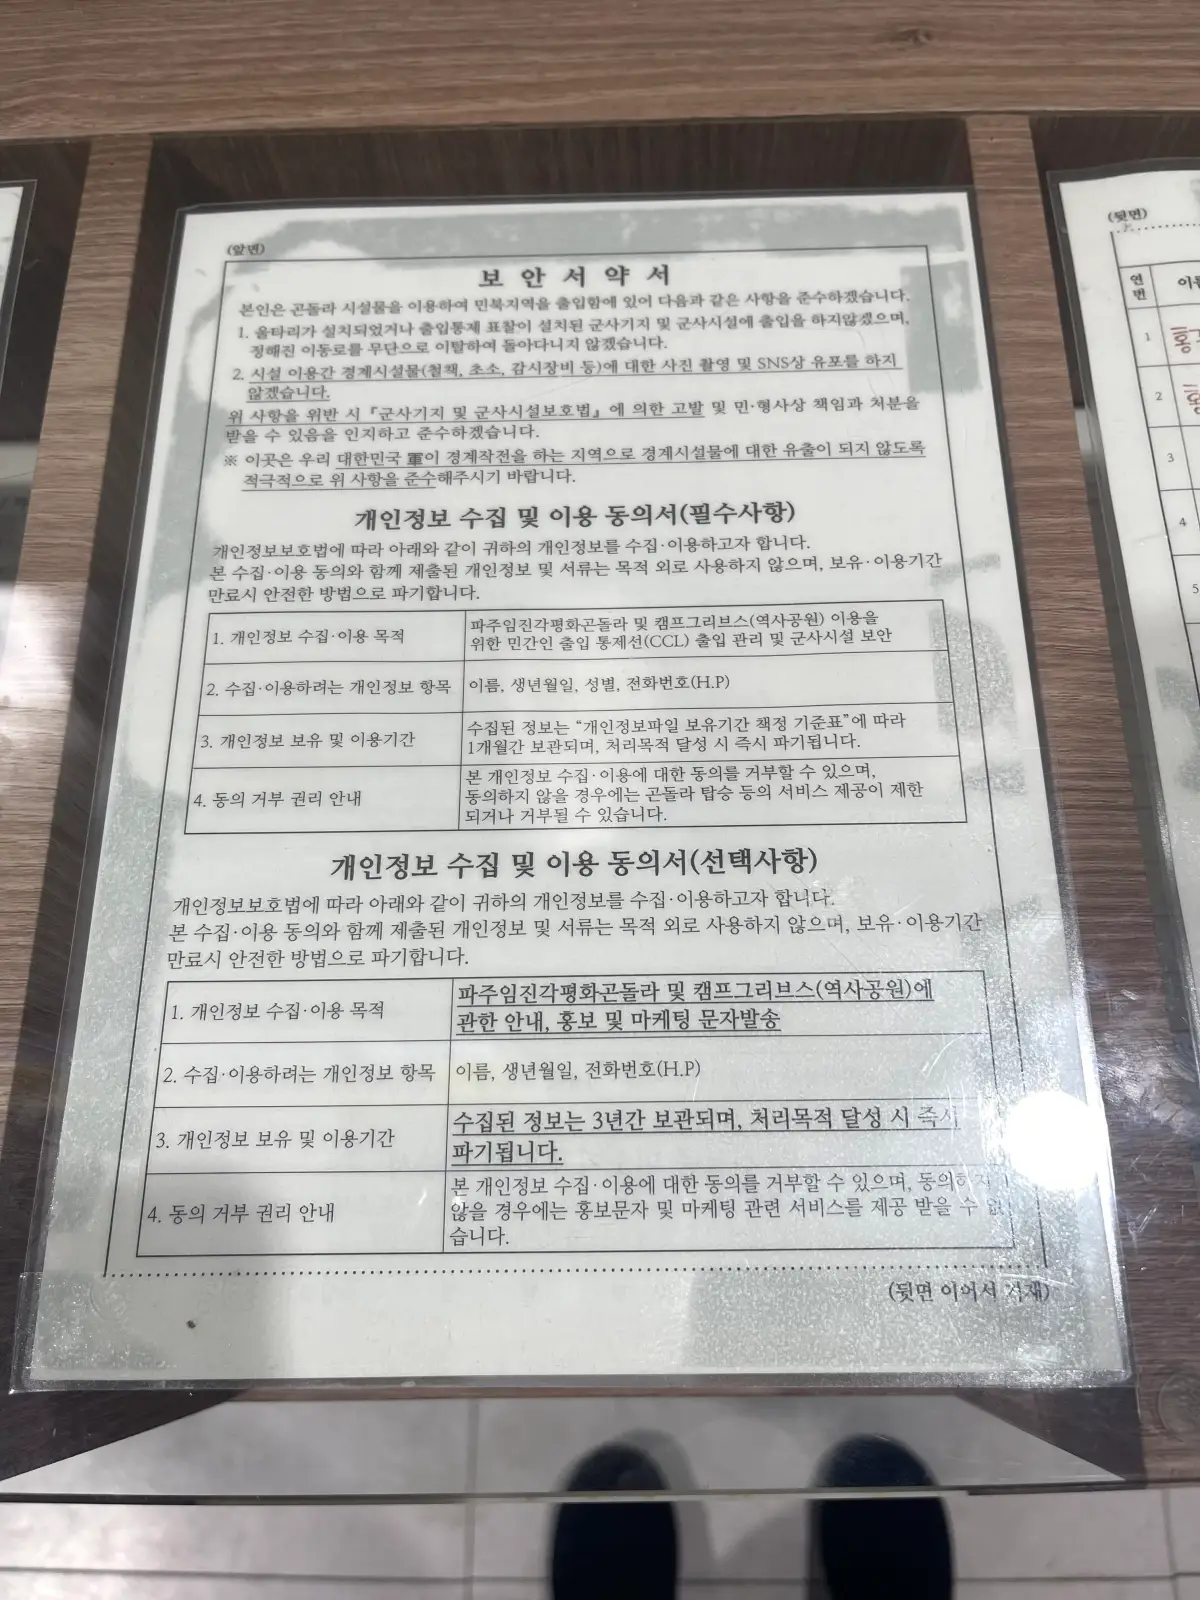 (앞면)
보 안 서 약 서
본인은 곤돌라 시설물을 이용하여 민북지역을 출입함에 있어 다음과 같은 사항을 준수하겠습니다.
1. 울타리가 설치되었거나 출입통제 표찰이 설치된 군사기지 및 군사시설에 출입을 하지않겠으며,
정해진 이동로를 무단으로 이탈하여 돌아다니지 않겠습니다.
2. 시설 이용간 경계시설물(철책, 초소, 감시장비 등)에 대한 사진 촬영 및 SNS상 유포를 하지
않겠습니다.
위 사항을 위반 시 『군사기지 및 군사시설보호법』에 의한 고발 및 민·형사상 책임과 처분을
받을 수 있음을 인지하고 준수하겠습니다.
※ 이곳은 우리 대한민국 軍이 경계작전을 하는 지역으로 경계시설물에 대한 유출이 되지 않도록
적극적으로 위 사항을 준수해주시기 바랍니다.
개인정보 수집 및 이용 동의서(필수사항)
개인정보보호법에 따라 아래와 같이 귀하의 개인정보를 수집·이용하고자 합니다.
본 수집·이용 동의와 함께 제출된 개인정보 및 서류는 목적 외로 사용하지 않으며, 보유·이용기간
만료시 안전한 방법으로 파기합니다.
1. 개인정보 수집·이용 목적
파주임진각평화곤돌라 및 캠프그리브스(역사공원) 이용을
위한 민간인 출입 통제선(CCL) 출입 관리 및 군사시설 보안
2. 수집·이용하려는 개인정보 항목
이름, 생년월일, 성별, 전화번호(H.P)
3. 개인정보 보유 및 이용기간
수집된 정보는 “개인정보파일 보유기간 책정 기준표”에 따라
1개월간 보관되며, 처리목적 달성 시 즉시 파기됩니다.
4. 동의 거부 권리 안내
본 개인정보 수집·이용에 대한 동의를 거부할 수 있으며,
동의하지 않을 경우에는 곤돌라 탑승 등의 서비스 제공이 제한
되거나 거부될 수 있습니다.
개인정보 수집 및 이용 동의서(선택사항)
개인정보보호법에 따라 아래와 같이 귀하의 개인정보를 수집·이용하고자 합니다.
본 수집·이용 동의와 함께 제출된 개인정보 및 서류는 목적 외로 사용하지 않으며, 보유·이용기간
만료시 안전한 방법으로 파기합니다.
1. 개인정보 수집·이용 목적
파주임진각평화곤돌라 및 캠프그리브스(역사공원)에
관한 안내, 홍보 및 마케팅 문자발송
2. 수집·이용하려는 개인정보 항목
이름, 생년월일, 전화번호(H.P)
3. 개인정보 보유 및 이용기간
수집된 정보는 3년간 보관되며, 처리목적 달성 시 즉시
파기됩니다.
4. 동의 거부 권리 안내
본 개인정보 수집·이용에 대한 동의를 거부할 수 있으며, 동의하지
않을 경우에는 홍보문자 및 마케팅 관련 서비스를 제공 받을 수 없
습니다.
(뒷면 이어서 기재)
(뒷면)
연번
1
2
3
4
5